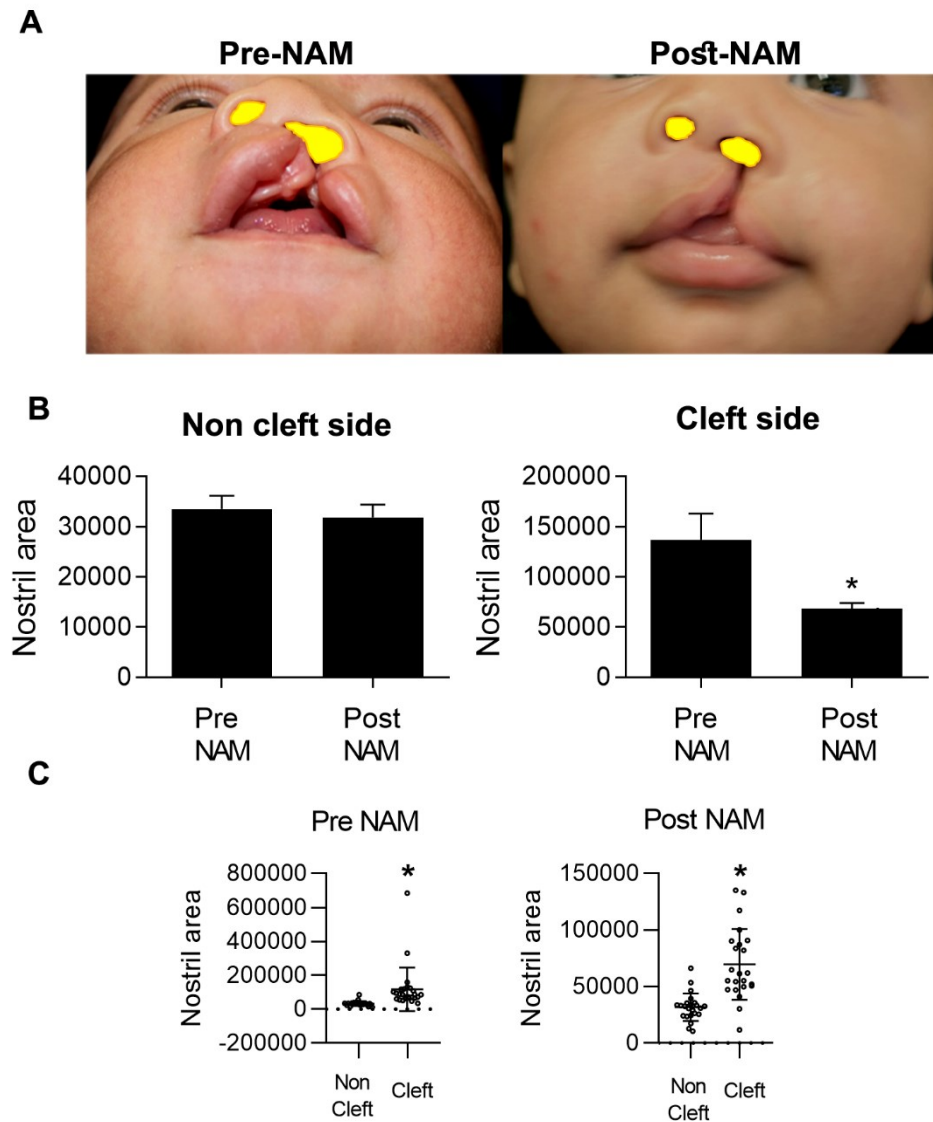 A
Pre-NAM Post-NAM
B
Non cleft side
Nostril area
40000
30000
20000
10000
0
Pre NAM
Post NAM
Cleft side
Nostril area
200000
150000
100000
50000
0
*
Pre NAM
Post NAM
C
Pre NAM
Nostril area
800000
600000
400000
200000
0
-200000
*
Non Cleft
Cleft
Post NAM
Nostril area
150000
100000
50000
0
*
Non Cleft
Cleft